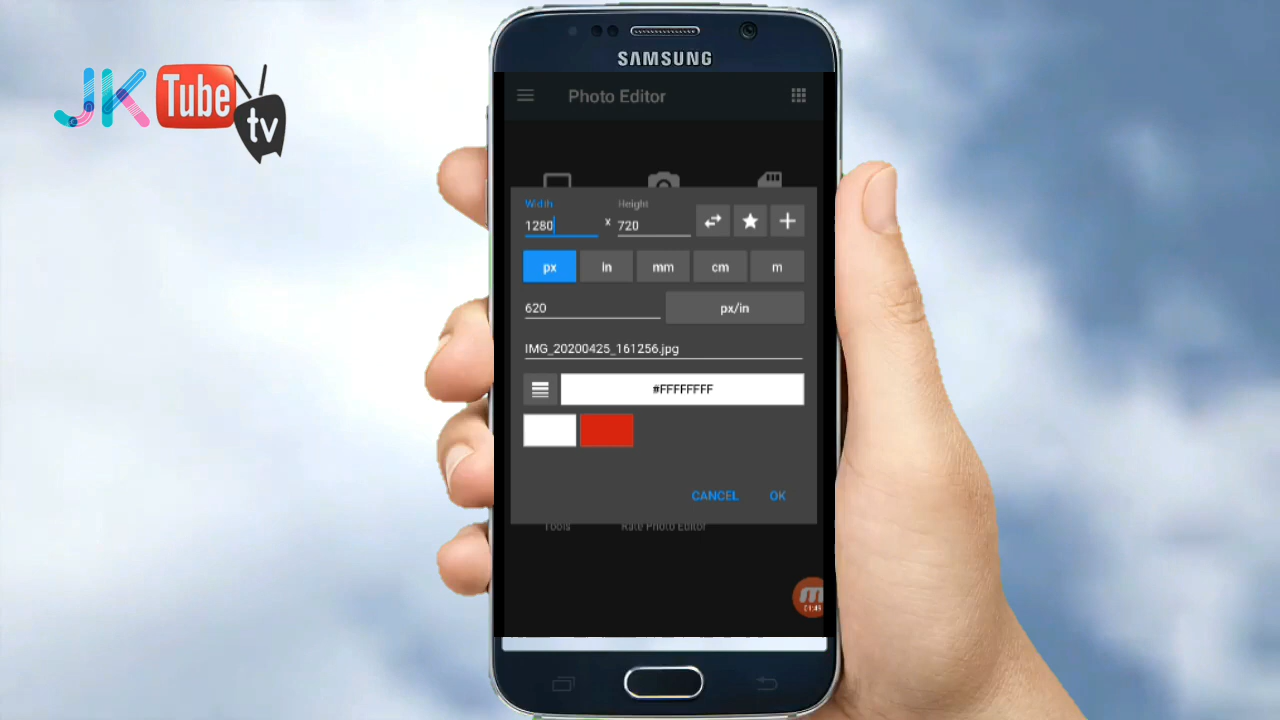 JK Tube tv
SAMSUNG
Photo Editor
Width
Height
1280
x
720
px
in
mm
cm
m
620
px/in
IMG_20200425_161256.jpg
#FFFFFFFF
CANCEL
OK
Tools
Rate Photo Editor
m